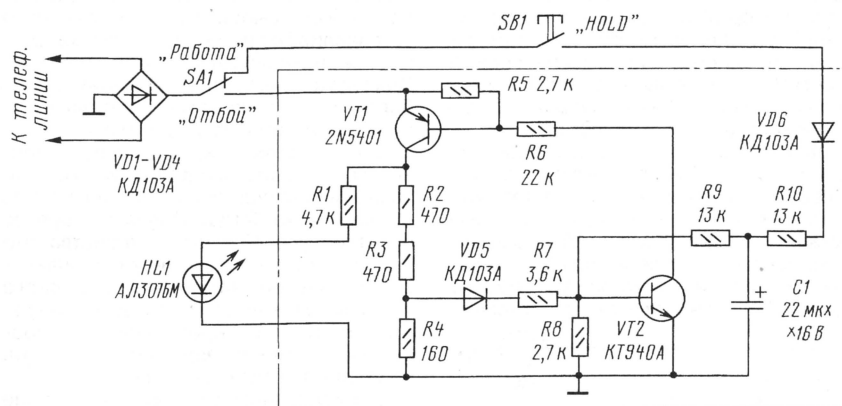 К телеф.
линии
„Работа"
SA1
„Отбой"
VD1-VD4
КД103А
SB1
„HOLD"
R5 2,7 к
VT1
2N5401
R6
22 к
VD6
КД103А
R1
4,7 к
R2
470
R3
470
VD5
КД103А
R7
3,6 к
R9
13 к
R10
13 к
HL1
АЛ307БМ
R4
160
R8
2,7 к
VT2
КТ940А
+
C1
22 мкх
×16 В